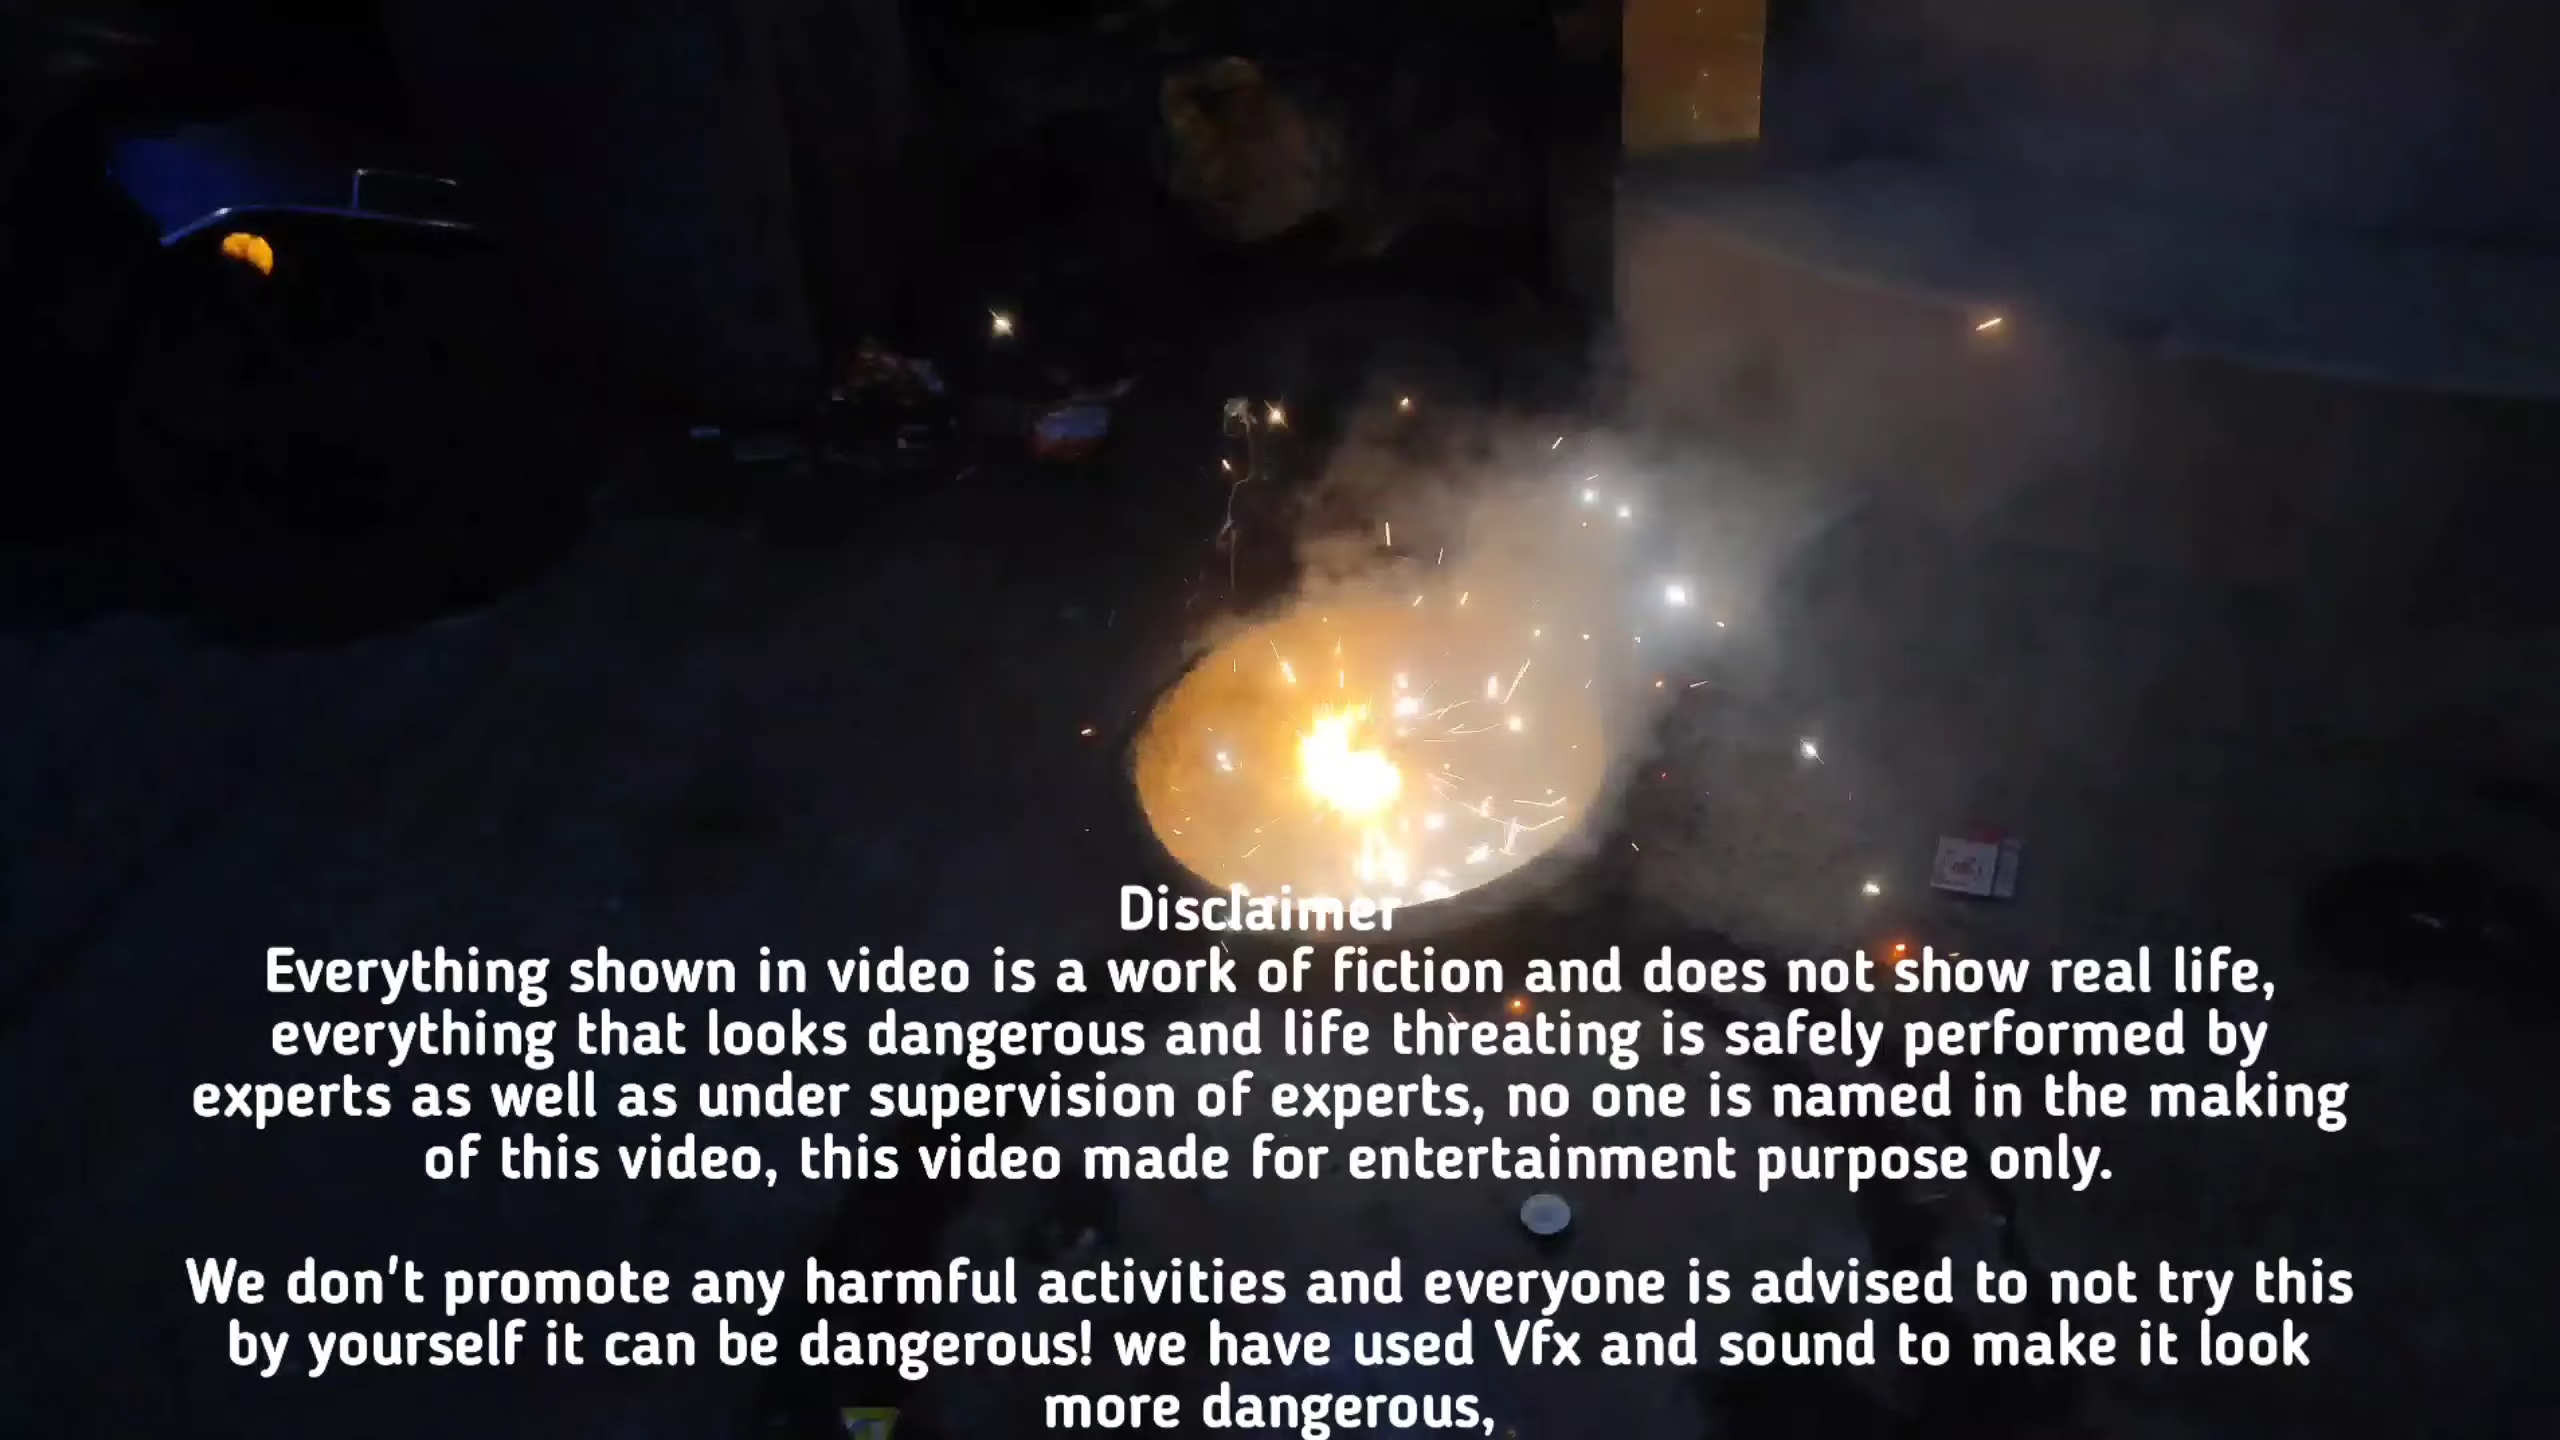 Disclaimer
Everything shown in video is a work of fiction and does not show real life,
everything that looks dangerous and life threating is safely performed by
experts as well as under supervision of experts, no one is named in the making
of this video, this video made for entertainment purpose only.
We don't promote any harmful activities and everyone is advised to not try this
by yourself it can be dangerous! we have used Vfx and sound to make it look
more dangerous,